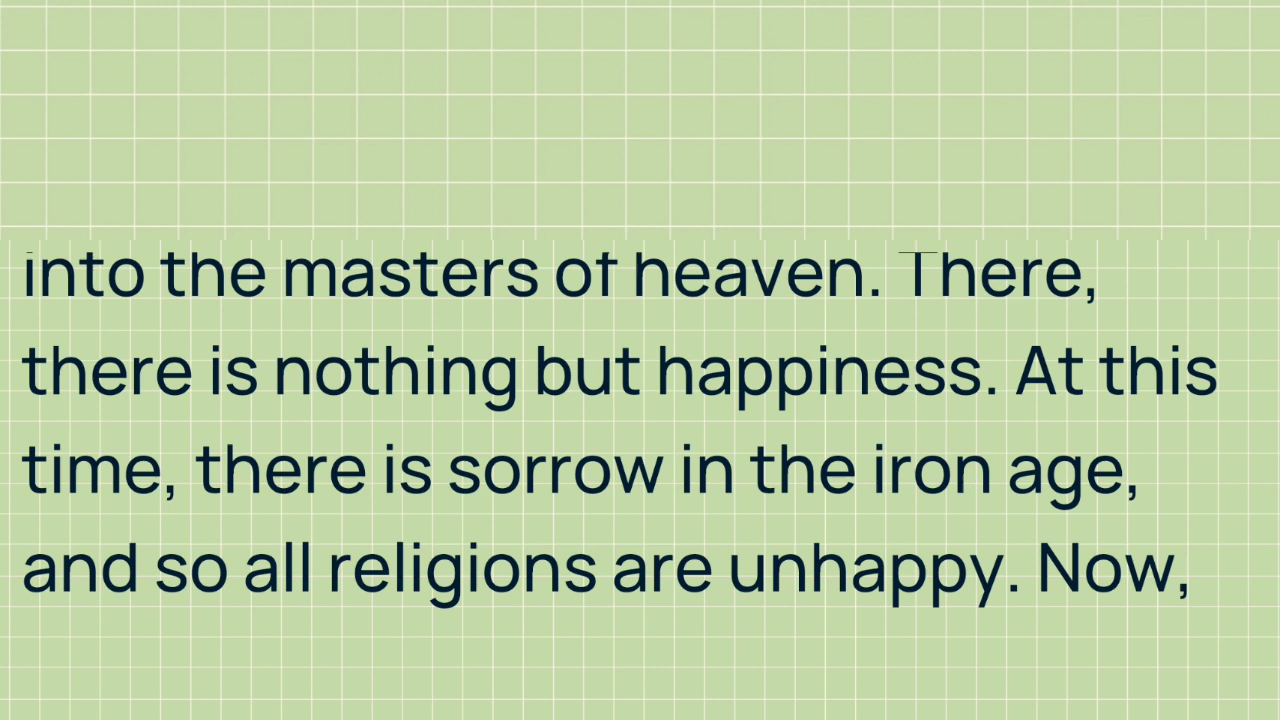 into the masters of heaven. There,
there is nothing but happiness. At this
time, there is sorrow in the iron age,
and so all religions are unhappy. Now,